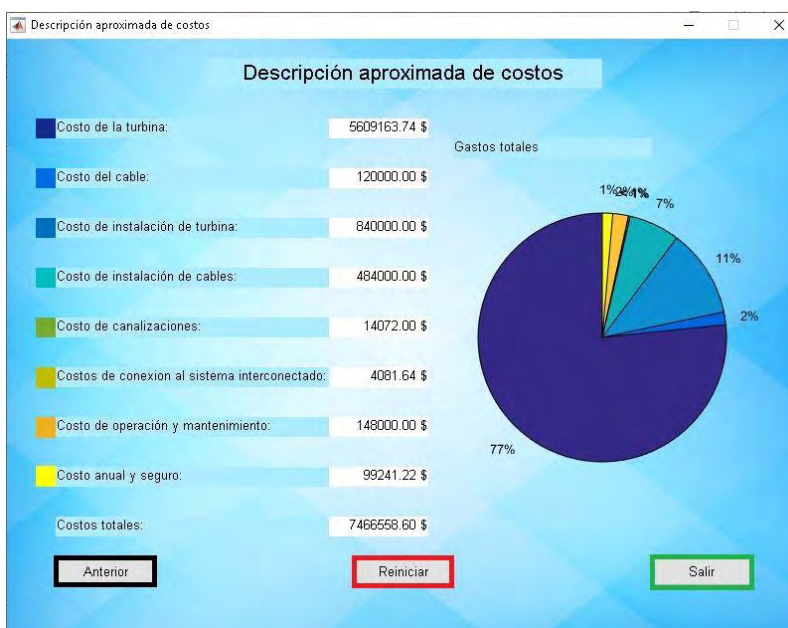 Descripción aproximada de costos
Descripción aproximada de costos
Costo de la turbina: 5609163.74 $
Gastos totales
Costo del cable: 120000.00 $
Costo de instalación de turbina: 840000.00 $
Costo de instalación de cables: 484000.00 $
Costo de canalizaciones: 14072.00 $
Costos de conexion al sistema interconectado: 4081.64 $
Costo de operación y mantenimiento: 148000.00 $
Costo anual y seguro: 99241.22 $
Costos totales: 7466558.60 $
1%
7%
11%
2%
77%
Anterior
Reiniciar
Salir